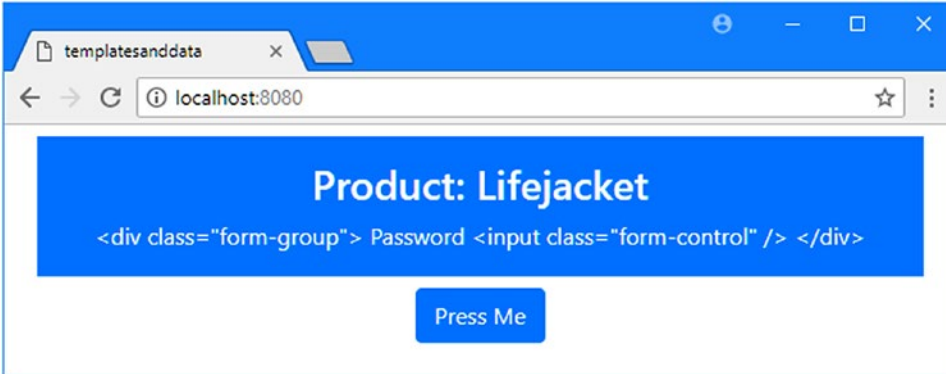 templatesanddata
localhost:8080
Product: Lifejacket
<div class="form-group"> Password <input class="form-control" /> </div>
Press Me